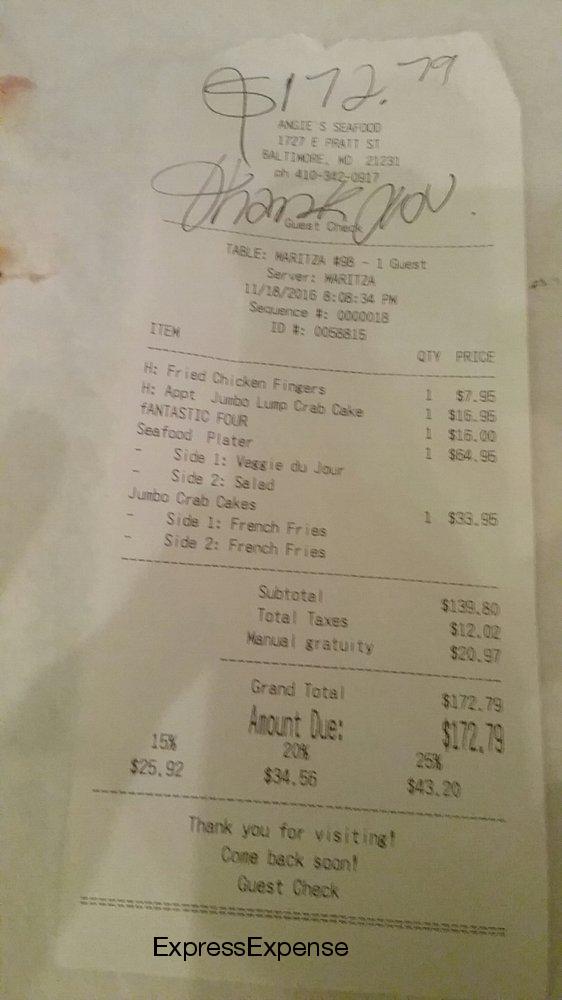 $172.79
ANGIE'S SEAFOOD
1727 E PRATT ST
BALTIMORE, MD 21231
ph 410-342-0917
Thank you.
Guest Check
TABLE: MARITZA #98 - 1 Guest
Server: MARITZA
11/18/2016 8:08:34 PM
Sequence #: 0000018
ID #: 0058815
ITEM QTY PRICE
H: Fried Chicken Fingers 1 $7.95
H: Appt Jumbo Lump Crab Cake 1 $16.95
fANTASTIC FOUR 1 $16.00
Seafood Plater 1 $64.95
- Side 1: Veggie du Jour
- Side 2: Salad
Jumbo Crab Cakes 1 $33.95
- Side 1: French Fries
- Side 2: French Fries
Subtotal $139.80
Total Taxes $12.02
Manual gratuity $20.97
Grand Total $172.79
Amount Due: $172.79
15% 20% 25%
$25.92 $34.56 $43.20
Thank you for visiting!
Come back soon!
Guest Check
ExpressExpense